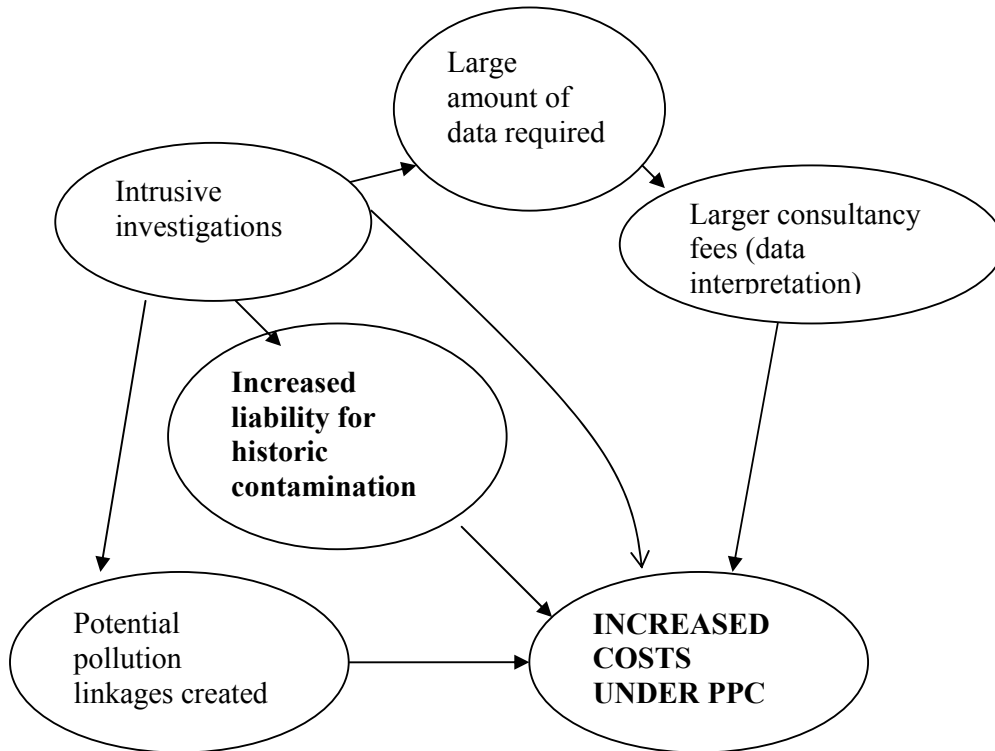 Large
amount of
data required
Intrusive
investigations
Larger consultancy
fees (data
interpretation)
Increased
liability for
historic
contamination
Potential
pollution
linkages created
INCREASED
COSTS
UNDER PPC